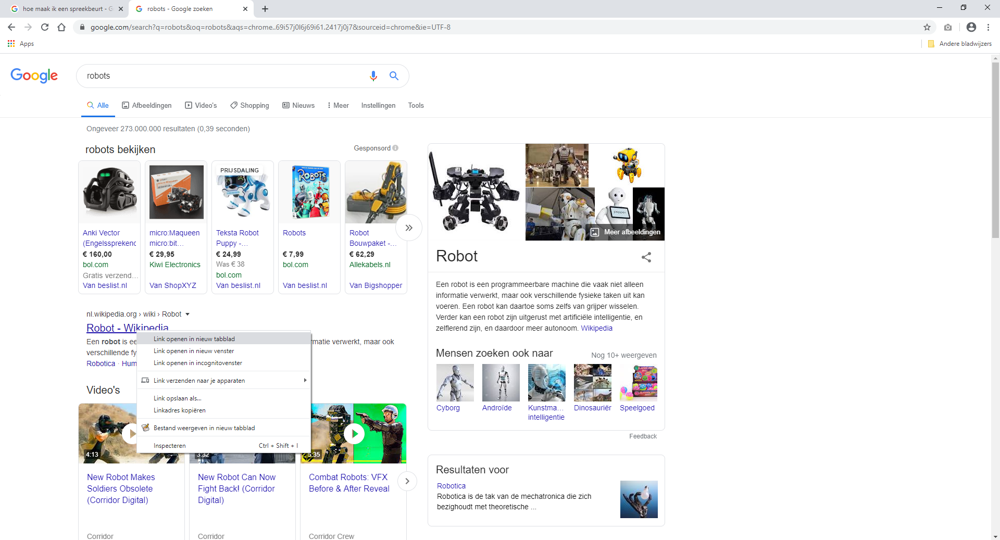 hoe maak ik een spreekbeurt - G
robots - Google zoeken
google.com/search?q=robots&oq=robots&aqs=chrome..69i57j0l6j69i61.2417j0j7&sourceid=chrome&ie=UTF-8
Apps
Andere bladwijzers
Google
robots
Alle
Afbeeldingen
Video's
Shopping
Nieuws
Meer
Instellingen
Tools
Ongeveer 273.000.000 resultaten (0,39 seconden)
robots bekijken
Gesponsord
Anki Vector
(Engelssprekend
€ 160,00
bol.com
Gratis verzend...
Van beslist.nl
micro:Maqueen
micro:bit...
€ 29,95
Kiwi Electronics
Van ShopXYZ
PRIJSDALING
Teksta Robot
Puppy -...
€ 24,99
Was € 38
bol.com
Van beslist.nl
ROBOTS
Robots
€ 7,99
bol.com
Van beslist.nl
Robot
Bouwpakket -...
€ 62,29
Allekabels.nl
Van Bigshopper
nl.wikipedia.org › wiki › Robot
Robot - Wikipedia
Een robot is ee
rmatie verwerkt, maar ook
verschillende fy
Robotica · Hum
Link openen in nieuw tabblad
Link openen in nieuw venster
Link openen in incognitovenster
Link verzenden naar je apparaten
Link opslaan als...
Linkadres kopiëren
Bestand weergeven in nieuw tabblad
Inspecteren Ctrl + Shift + I
Video's
4:13
3:32
5:35
New Robot Makes
Soldiers Obsolete
(Corridor Digital)
Corridor
New Robot Can Now
Fight Back! (Corridor
Digital)
Corridor
Combat Robots: VFX
Before & After Reveal
Corridor Crew
pepper
Meer afbeeldingen
Robot
Een robot is een programmeerbare machine die vaak niet alleen
informatie verwerkt, maar ook verschillende fysieke taken uit kan
voeren. Een robot kan daartoe soms zelfs van grijper wisselen.
Verder kan een robot zijn uitgerust met artificiële intelligentie, en
zelflerend zijn, en daardoor meer autonoom. Wikipedia
Mensen zoeken ook naar
Nog 10+ weergeven
Cyborg
Androïde
Kunstma...
intelligentie
Dinosauriër
Speelgoed
Feedback
Resultaten voor
Robotica
Robotica is de tak van de mechatronica die zich
bezighoudt met theoretische ...